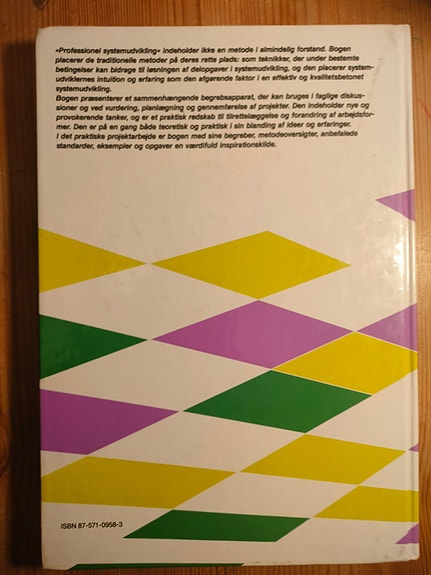 »Professionel systemudvikling« indeholder ikke en metode i almindelig forstand. Bogen
placerer de traditionelle metoder på deres rette plads: som teknikker, der under bestemte
betingelser kan bidrage til løsningen af delopgaver i systemudvikling, og den placerer system-
udviklernes intuition og erfaring som den afgørende faktor i en effektiv og kvalitetsbetonet
systemudvikling.
Bogen præsenterer et sammenhængende begrebsapparat, der kan bruges i faglige diskus-
sioner og ved vurdering, planlægning og gennemførelse af projekter. Den indeholder nye og
provokerende tanker, og er et praktisk redskab til tilrettelæggelse og forandring af arbejdsfor-
mer. Den er på en gang både teoretisk og praktisk i sin blanding af ideer og erfaringer.
I det praktiske projektarbejde er bogen med sine begreber, metodeoversigter, anbefalede
standarder, eksempler og opgaver en værdifuld inspirationskilde.
ISBN 87-571-0958-3